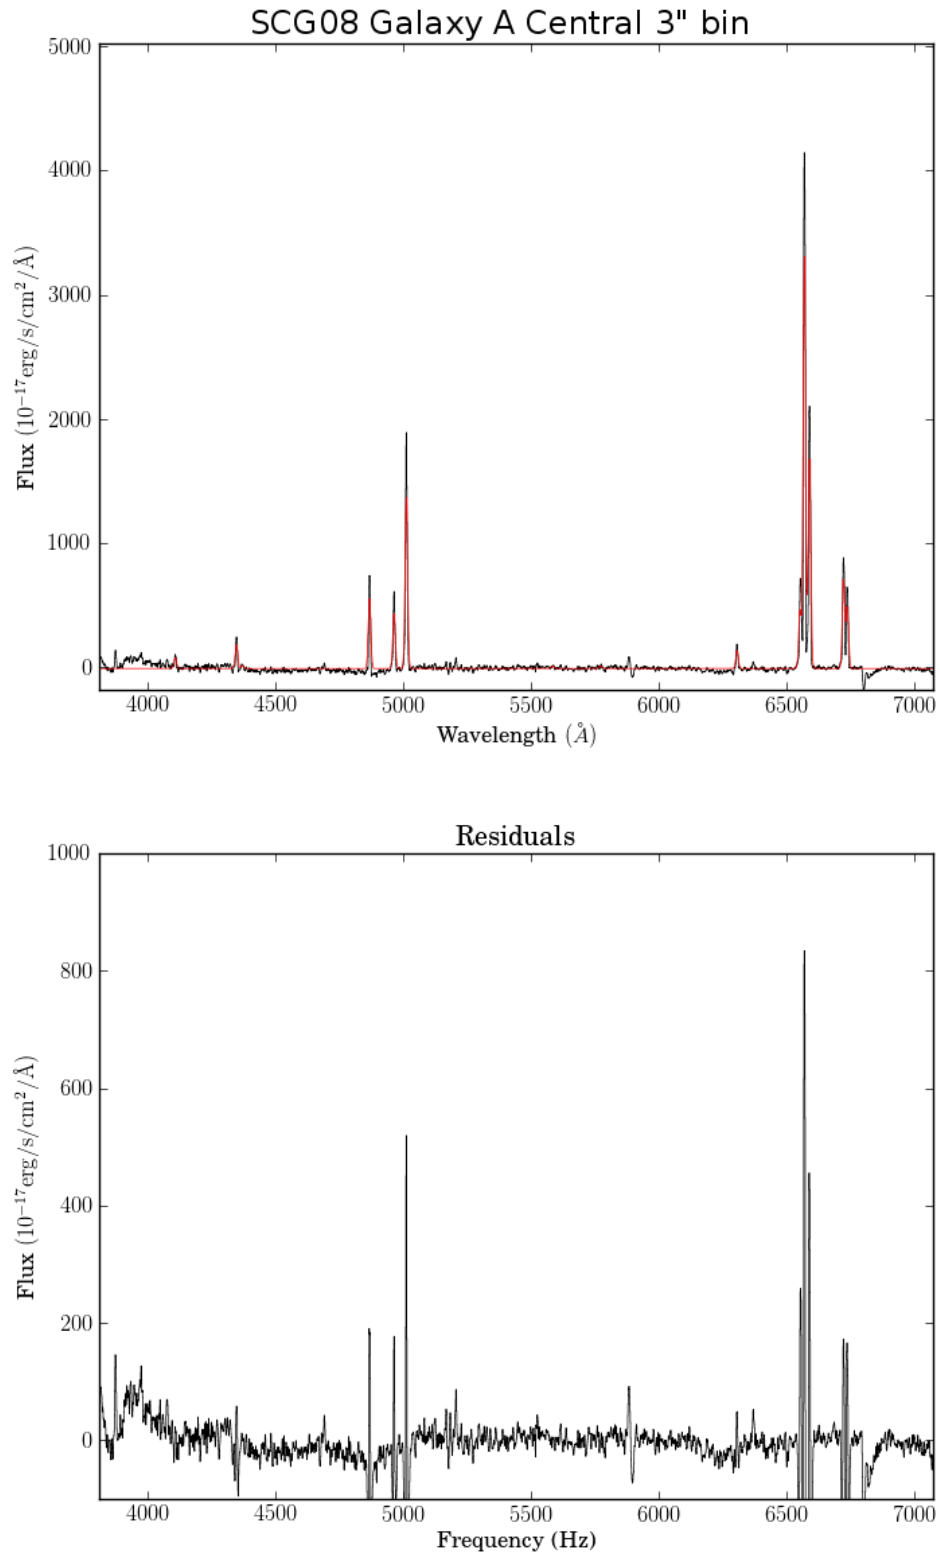 SCG08 Galaxy A Central 3" bin
5000
4000
3000
2000
1000
0
Flux (10⁻¹⁷erg/s/cm²/Å)
4000 4500 5000 5500 6000 6500 7000
Wavelength (Å)
Residuals
1000
800
600
400
200
0
Flux (10⁻¹⁷erg/s/cm²/Å)
4000 4500 5000 5500 6000 6500 7000
Frequency (Hz)